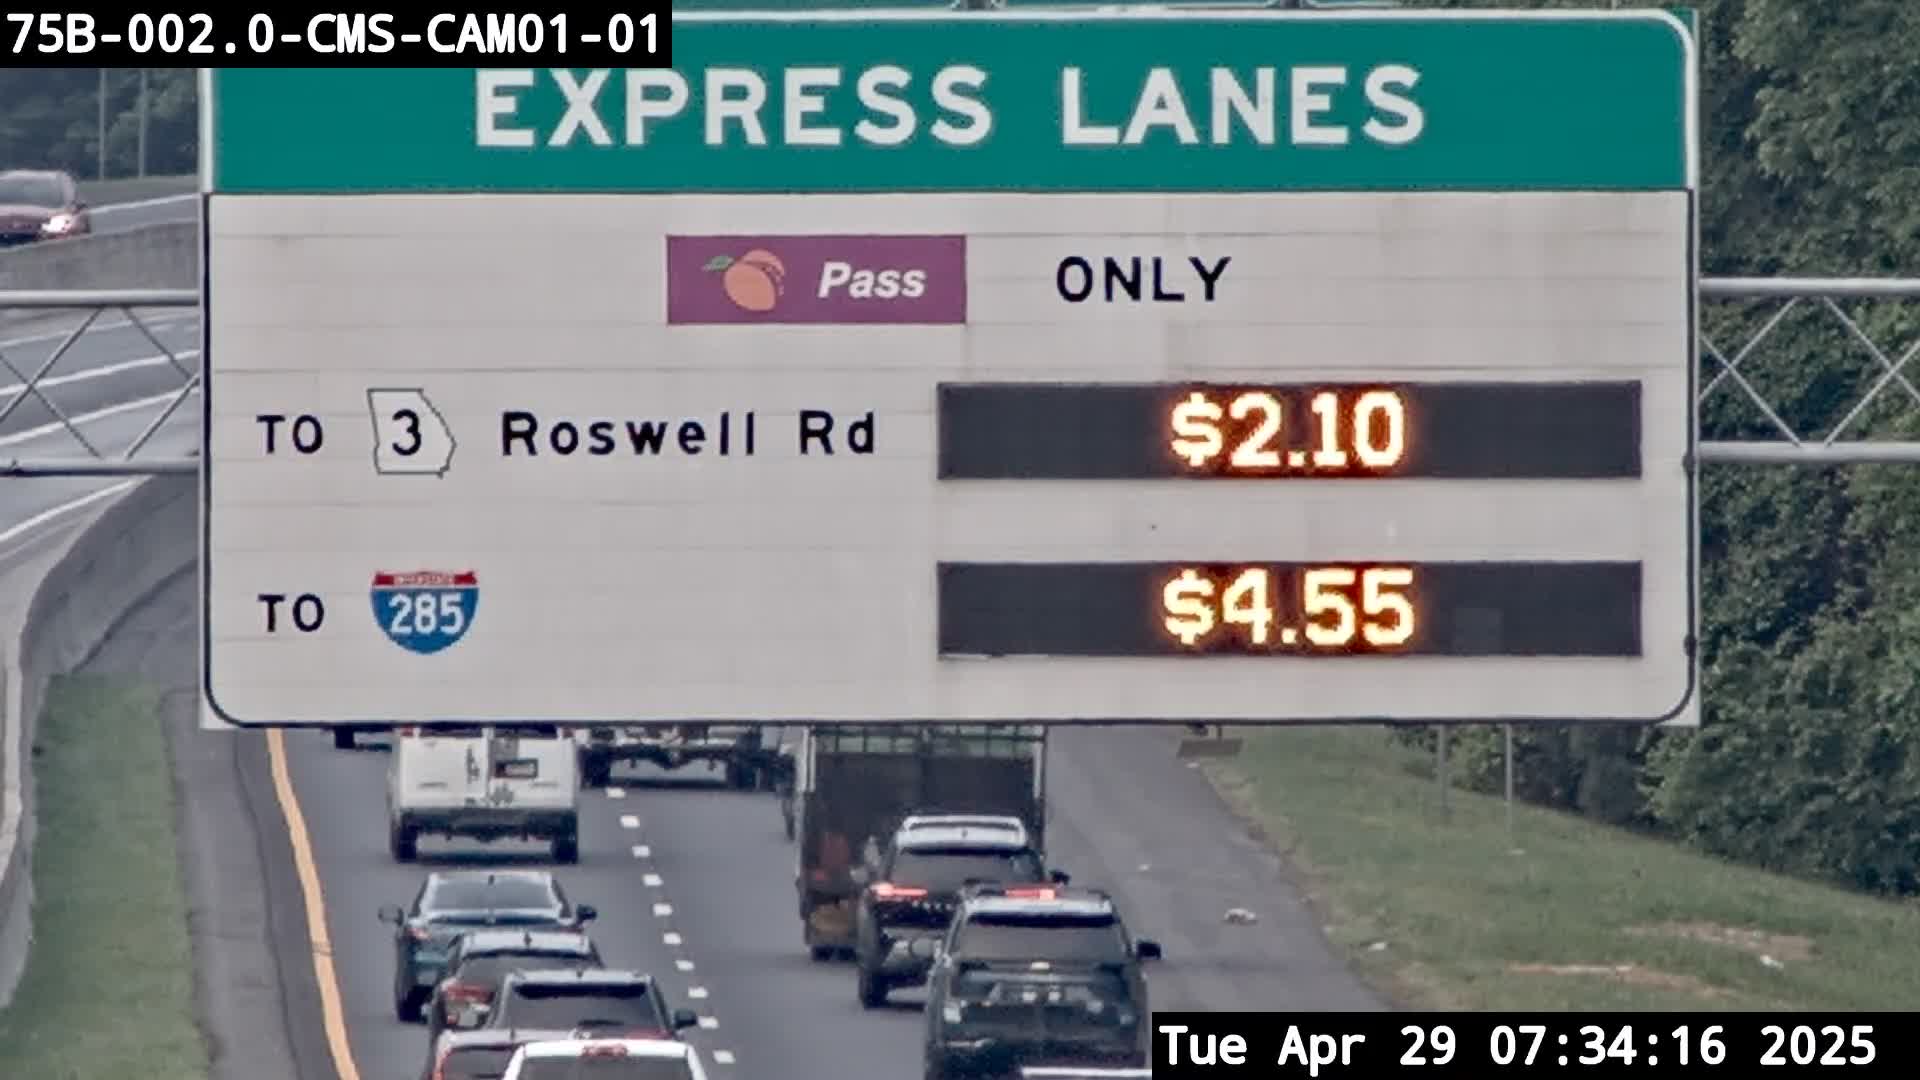 75B-002.0-CMS-CAM01-01
EXPRESS LANES
Pass ONLY
TO 3 Roswell Rd $2.10
TO INTERSTATE 285 $4.55
Tue Apr 29 07:34:16 2025